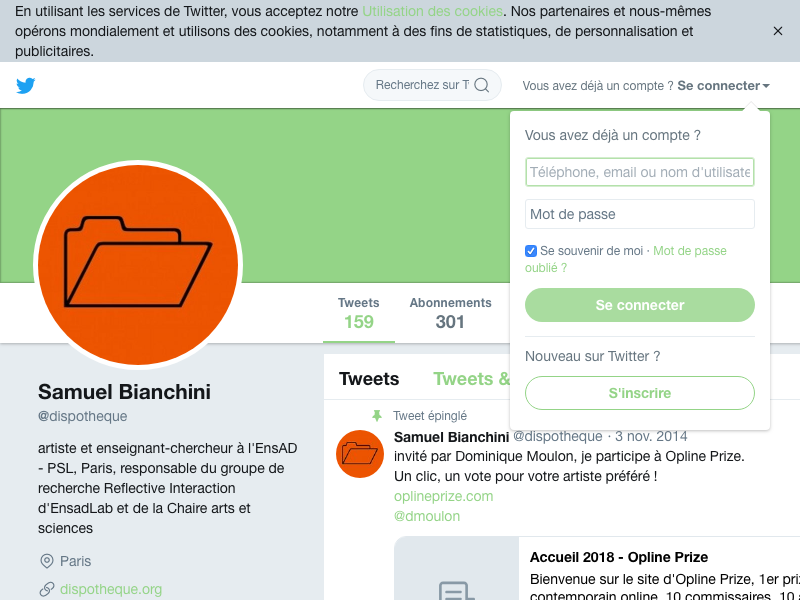 En utilisant les services de Twitter, vous acceptez notre Utilisation des cookies. Nos partenaires et nous-mêmes
opérons mondialement et utilisons des cookies, notamment à des fins de statistiques, de personnalisation et
publicitaires.
×
Recherchez sur T
Vous avez déjà un compte ? Se connecter
Vous avez déjà un compte ?
Téléphone, email ou nom d'utilisate
Mot de passe
Se souvenir de moi · Mot de passe
oublié ?
Se connecter
Nouveau sur Twitter ?
S'inscrire
Tweets
159
Abonnements
301
Samuel Bianchini
@dispotheque
artiste et enseignant-chercheur à l'EnsAD
- PSL, Paris, responsable du groupe de
recherche Reflective Interaction
d'EnsadLab et de la Chaire arts et
sciences
Paris
dispotheque.org
Tweets
Tweets &
Tweet épinglé
Samuel Bianchini @dispotheque · 3 nov. 2014
invité par Dominique Moulon, je participe à Opline Prize.
Un clic, un vote pour votre artiste préféré !
oplineprize.com
@dmoulon
Accueil 2018 - Opline Prize
Bienvenue sur le site d'Opline Prize, 1er pri
contemporain online. 10 commissaires, 10 a